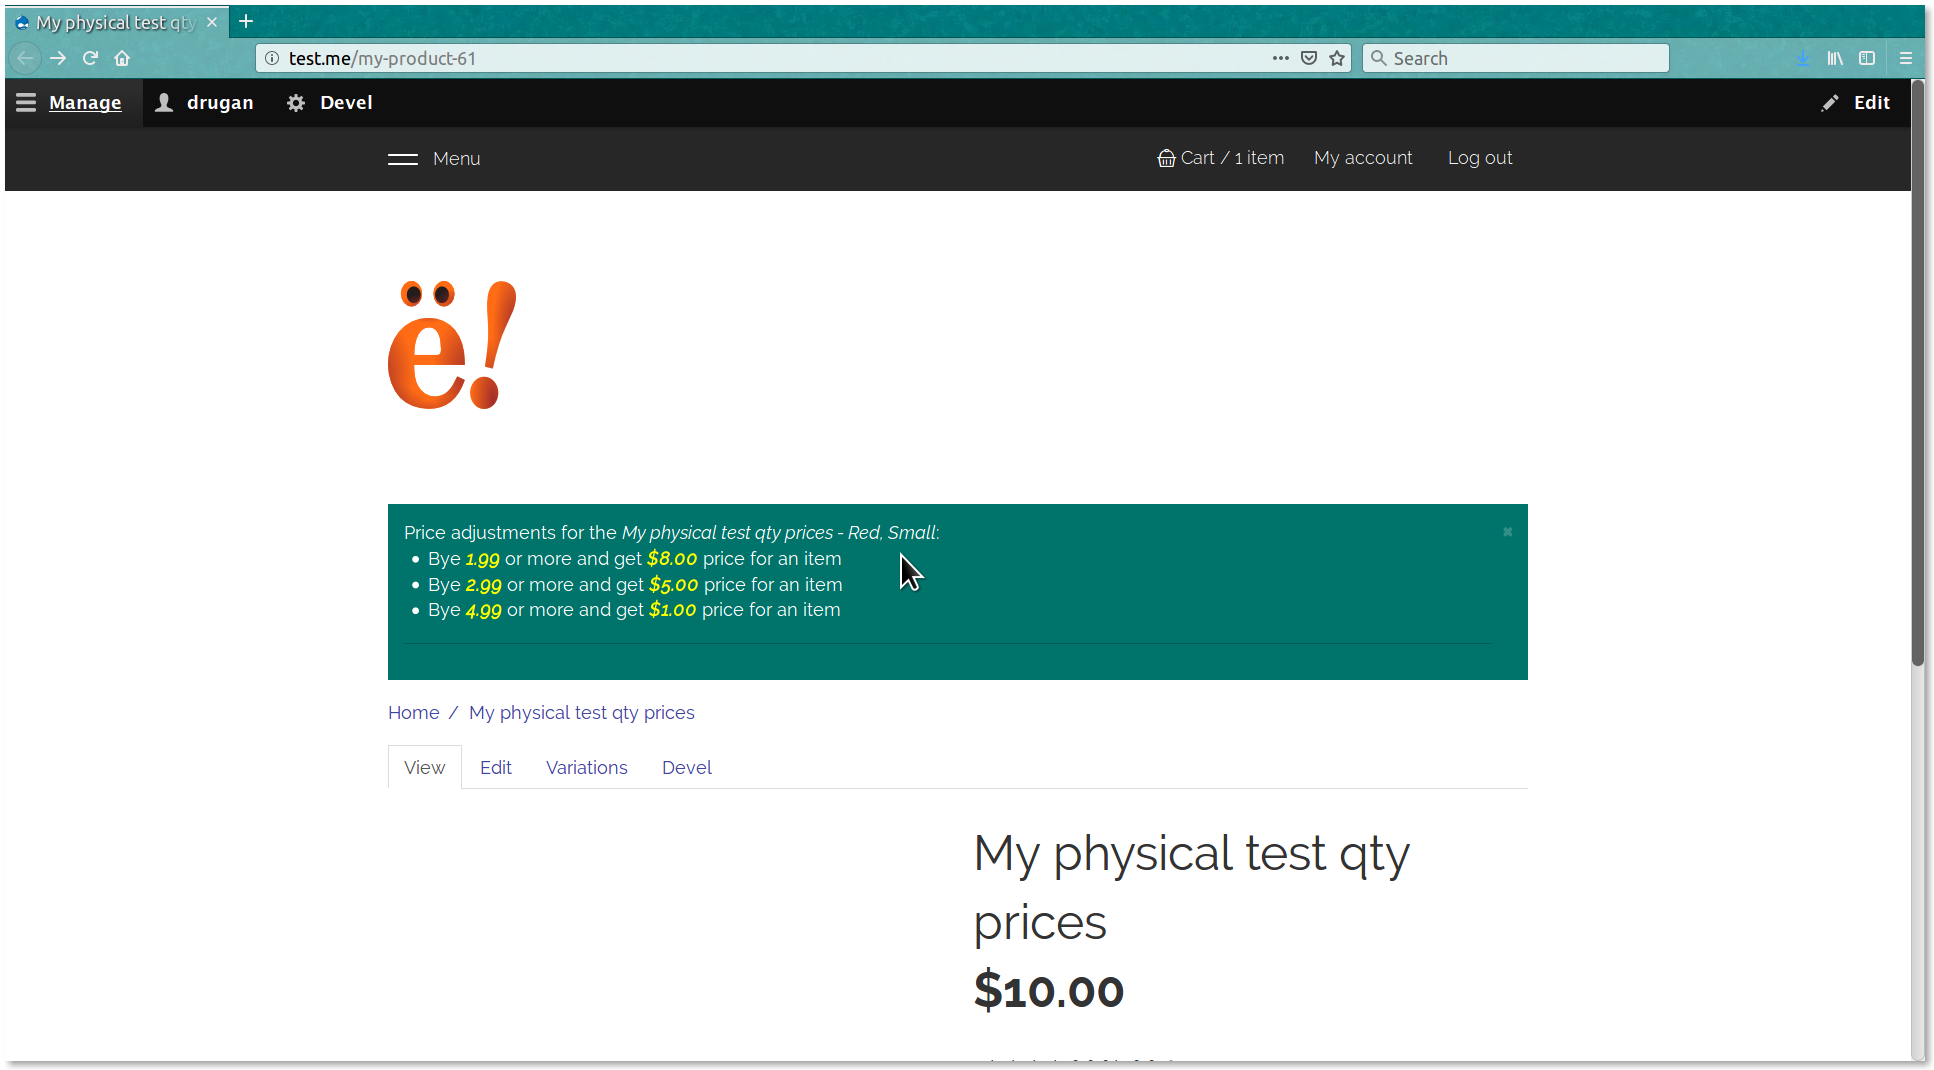 My physical test qty
test.me/my-product-61
Search
Manage
drugan
Devel
Edit
Menu
Cart / 1 item
My account
Log out
ë!
Price adjustments for the My physical test qty prices - Red, Small:
Bye 1.99 or more and get $8.00 price for an item
Bye 2.99 or more and get $5.00 price for an item
Bye 4.99 or more and get $1.00 price for an item
Home / My physical test qty prices
View
Edit
Variations
Devel
My physical test qty
prices
$10.00